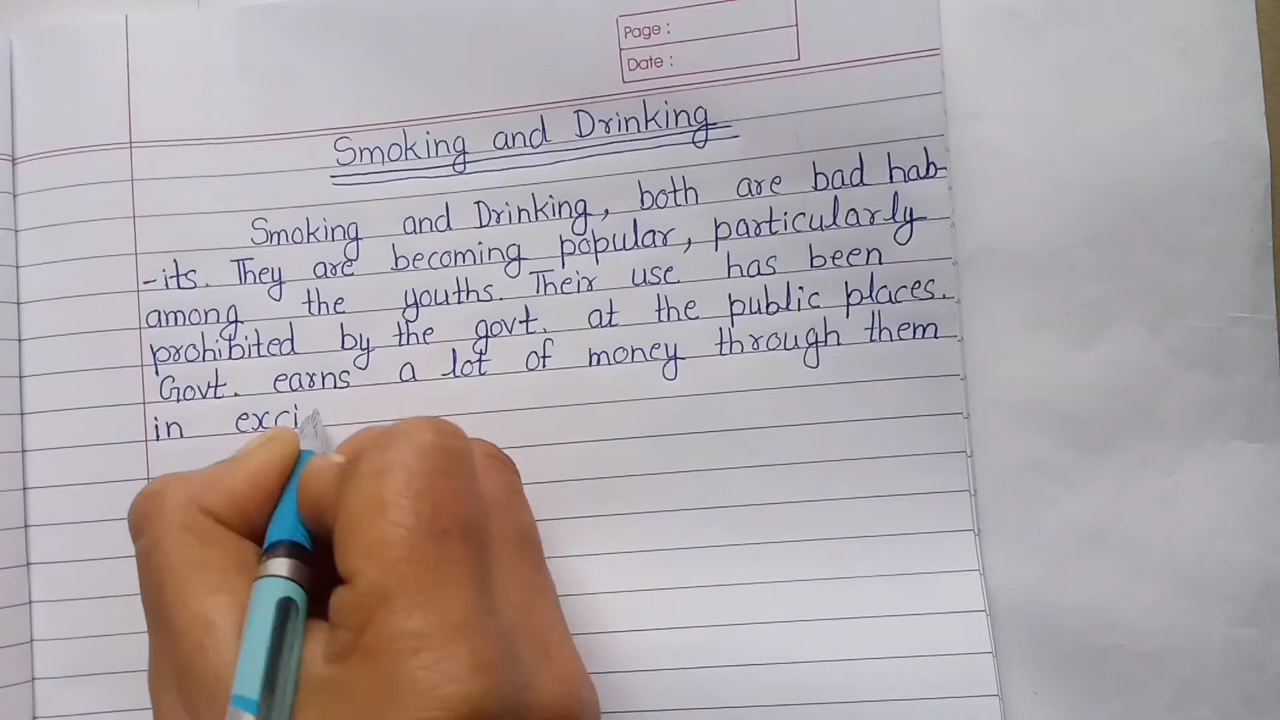 Page :
Date :
Smoking and Drinking
Smoking and Drinking, both are bad hab-
-its. They are becoming popular, particularly
among the youths. Their use has been
prohibited by the govt. at the public places.
Govt. earns a lot of money through them
in exci